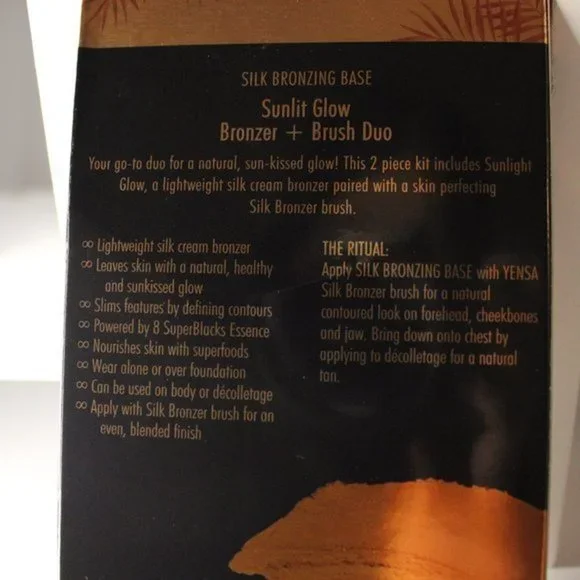 SILK BRONZING BASE
Sunlit Glow
Bronzer + Brush Duo
Your go-to duo for a natural, sun-kissed glow! This 2 piece kit includes Sunlight
Glow, a lightweight silk cream bronzer paired with a skin perfecting
Silk Bronzer brush.
∞ Lightweight silk cream bronzer
∞ Leaves skin with a natural, healthy
and sunkissed glow
∞ Slims features by defining contours
∞ Powered by 8 SuperBlacks Essence
∞ Nourishes skin with superfoods
∞ Wear alone or over foundation
∞ Can be used on body or décolletage
∞ Apply with Silk Bronzer brush for an
even, blended finish
THE RITUAL:
Apply SILK BRONZING BASE with YENSA
Silk Bronzer brush for a natural
contoured look on forehead, cheekbones
and jaw. Bring down onto chest by
applying to décolletage for a natural
tan.